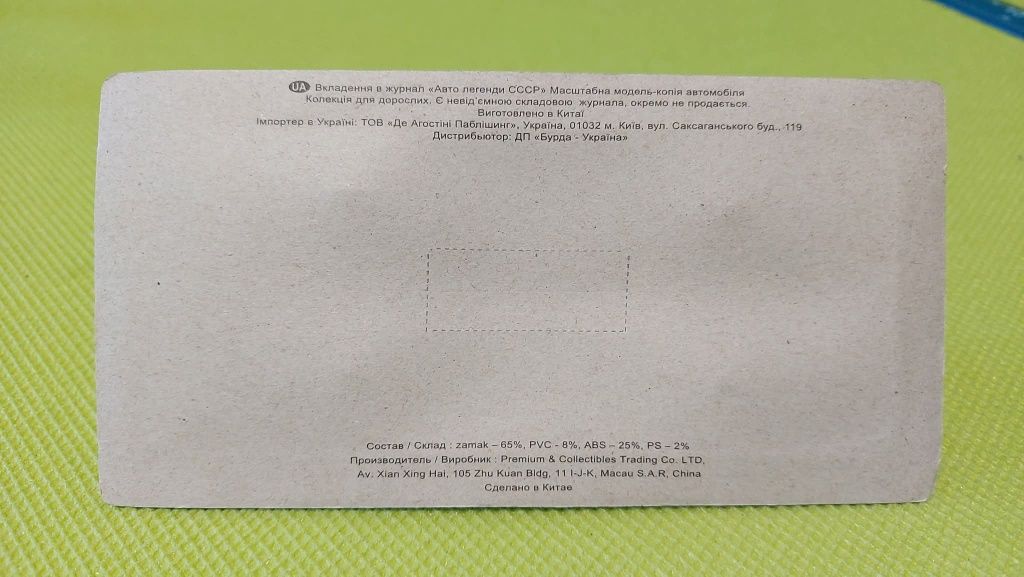 UA Вкладення в журнал «Авто легенди СССР» Масштабна модель-копія автомобіля
Колекція для дорослих. Є невід'ємною складовою журнала, окремо не продається.
Виготовлено в Китаї
Імпортер в Україні: ТОВ «Де Агостіні Паблішинг», Україна, 01032 м. Київ, вул. Саксаганського буд., 119
Дистрибьютор: ДП «Бурда - Україна»
Состав / Склад : zamak – 65%, PVC - 8%, ABS – 25%, PS – 2%
Производитель / Виробник : Premium & Collectibles Trading Co. LTD,
Av. Xian Xing Hai, 105 Zhu Kuan Bldg, 11 I-J-K, Macau S.A.R, China
Сделано в Китае